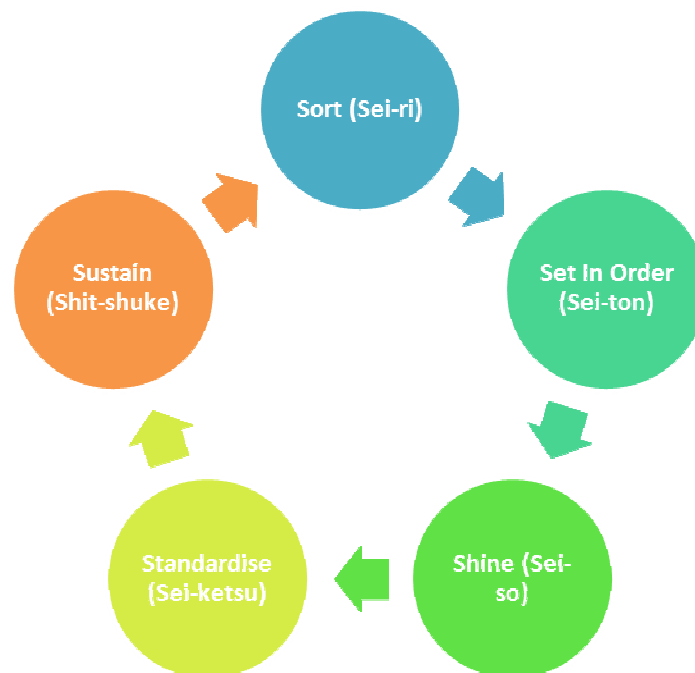 Sort (Sei-ri)
Set In Order
(Sei-ton)
Shine (Sei-
so)
Standardise
(Sei-ketsu)
Sustain
(Shit-shuke)